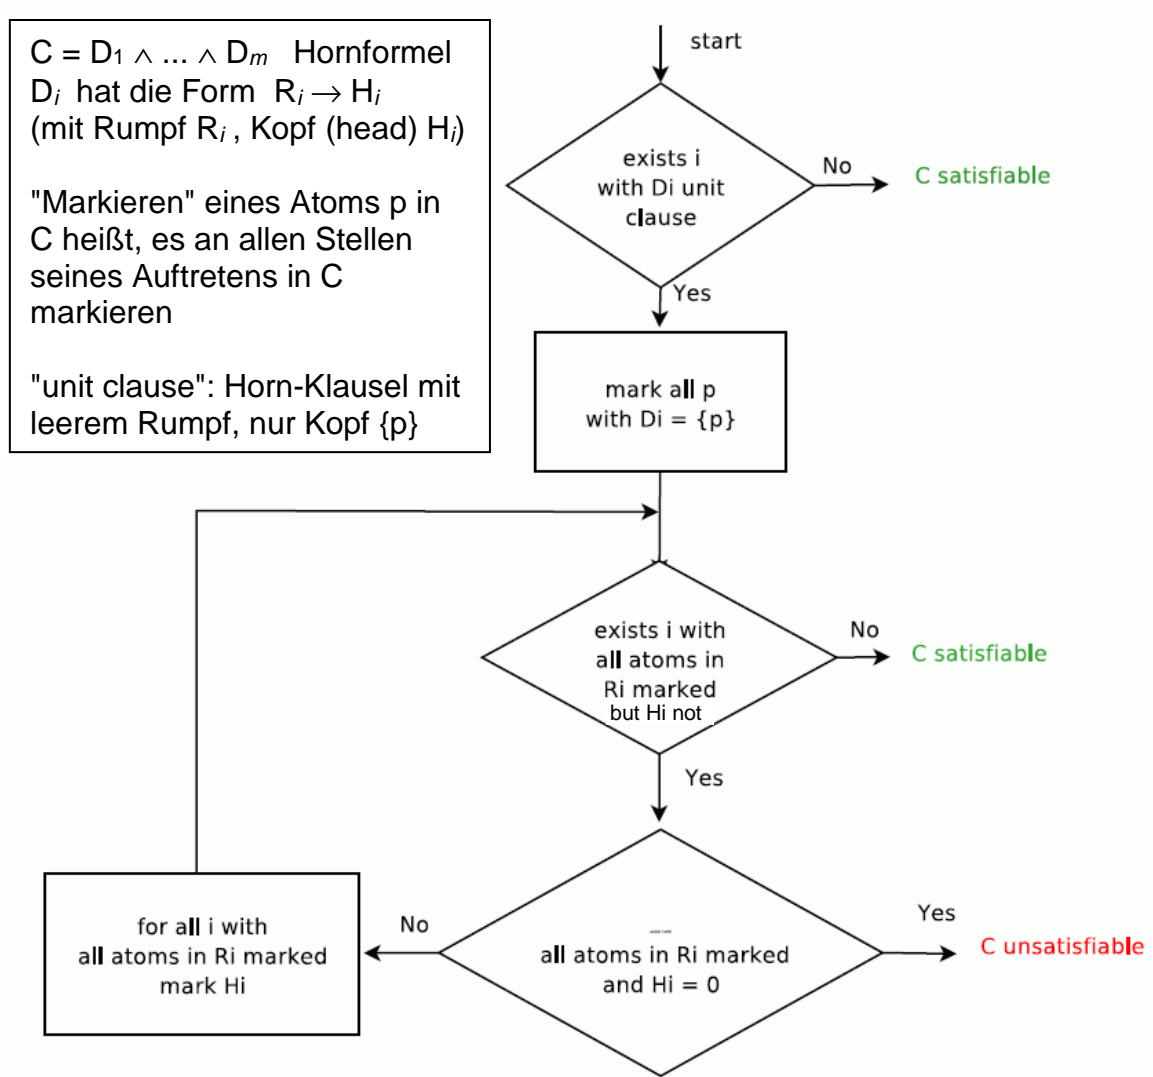 C = D₁ ∧ ... ∧ Dₘ Hornformel
Dᵢ hat die Form Rᵢ → Hᵢ
(mit Rumpf Rᵢ , Kopf (head) Hᵢ)
"Markieren" eines Atoms p in
C heißt, es an allen Stellen
seines Auftretens in C
markieren
"unit clause": Horn-Klausel mit
leerem Rumpf, nur Kopf {p}
start
exists i
with Di unit
clause
No
C satisfiable
Yes
mark all p
with Di = {p}
exists i with
all atoms in
Ri marked
but Hi not
No
C satisfiable
Yes
all atoms in Ri marked
and Hi = 0
Yes
C unsatisfiable
No
for all i with
all atoms in Ri marked
mark Hi